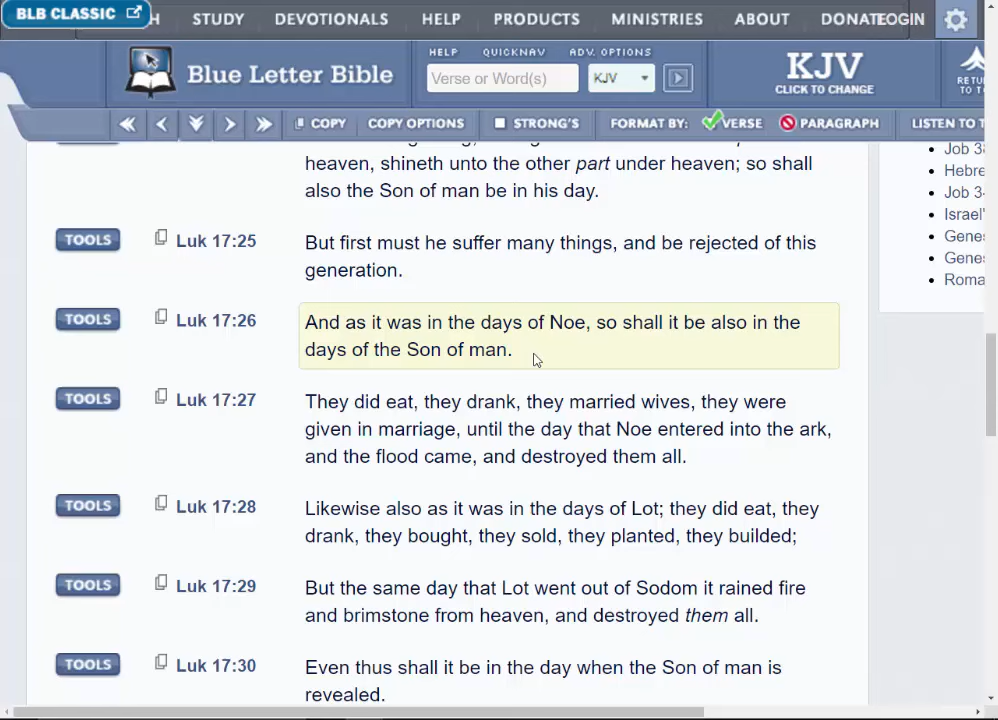 BLB CLASSIC
H STUDY DEVOTIONALS HELP PRODUCTS MINISTRIES ABOUT DONATE LOGIN
HELP QUICKNAV ADV. OPTIONS
Blue Letter Bible
Verse or Word(s)
KJV
KJV
CLICK TO CHANGE
COPY COPY OPTIONS STRONG'S FORMAT BY: VERSE PARAGRAPH LISTEN TO
heaven, shineth unto the other part under heaven; so shall
also the Son of man be in his day.
Job
Hebre
Job
Israel'
Gene
Gene
Roma
TOOLS Luk 17:25 But first must he suffer many things, and be rejected of this
generation.
TOOLS Luk 17:26 And as it was in the days of Noe, so shall it be also in the
days of the Son of man.
TOOLS Luk 17:27 They did eat, they drank, they married wives, they were
given in marriage, until the day that Noe entered into the ark,
and the flood came, and destroyed them all.
TOOLS Luk 17:28 Likewise also as it was in the days of Lot; they did eat, they
drank, they bought, they sold, they planted, they builded;
TOOLS Luk 17:29 But the same day that Lot went out of Sodom it rained fire
and brimstone from heaven, and destroyed them all.
TOOLS Luk 17:30 Even thus shall it be in the day when the Son of man is
revealed.